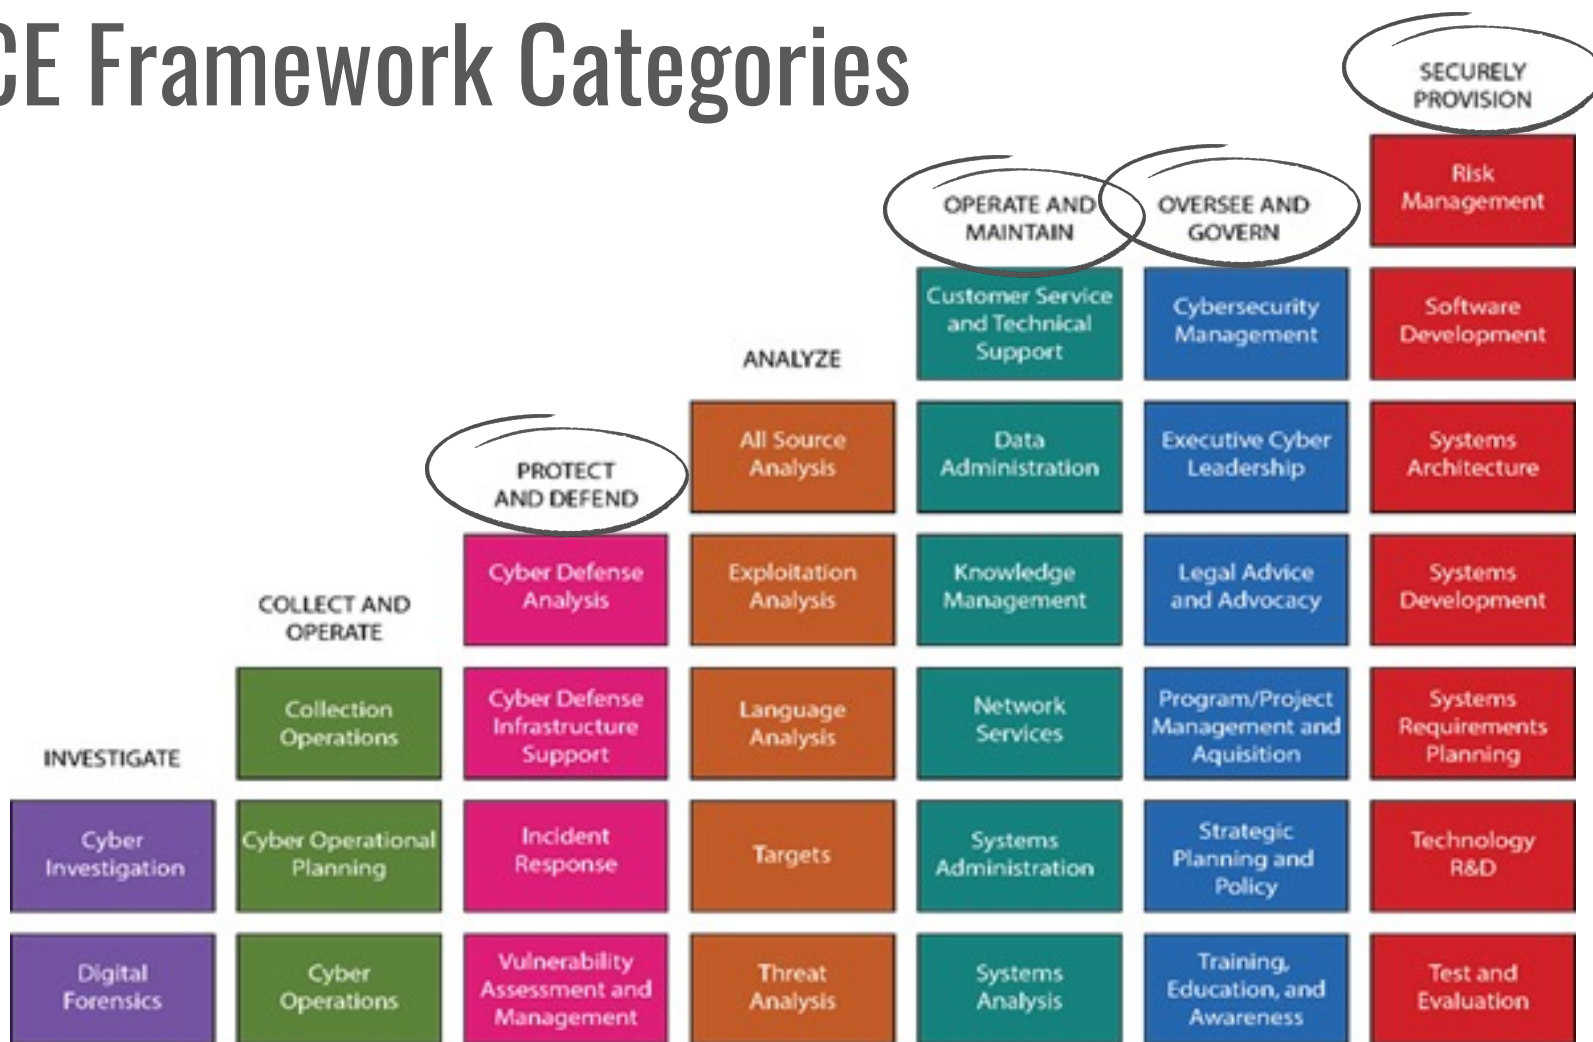 CE Framework Categories
SECURELY
PROVISION
Risk
Management
Software
Development
Systems
Architecture
Systems
Development
Systems
Requirements
Planning
Technology
R&D
Test and
Evaluation
OPERATE AND
MAINTAIN
Customer Service
and Technical
Support
Data
Administration
Knowledge
Management
Network
Services
Systems
Administration
Systems
Analysis
OVERSEE AND
GOVERN
Cybersecurity
Management
Executive Cyber
Leadership
Legal Advice
and Advocacy
Program/Project
Management and
Aquisition
Strategic
Planning and
Policy
Training,
Education, and
Awareness
ANALYZE
All Source
Analysis
Exploitation
Analysis
Language
Analysis
Targets
Threat
Analysis
PROTECT
AND DEFEND
Cyber Defense
Analysis
Cyber Defense
Infrastructure
Support
Incident
Response
Vulnerability
Assessment and
Management
COLLECT AND
OPERATE
Collection
Operations
Cyber Operational
Planning
Cyber
Operations
INVESTIGATE
Cyber
Investigation
Digital
Forensics